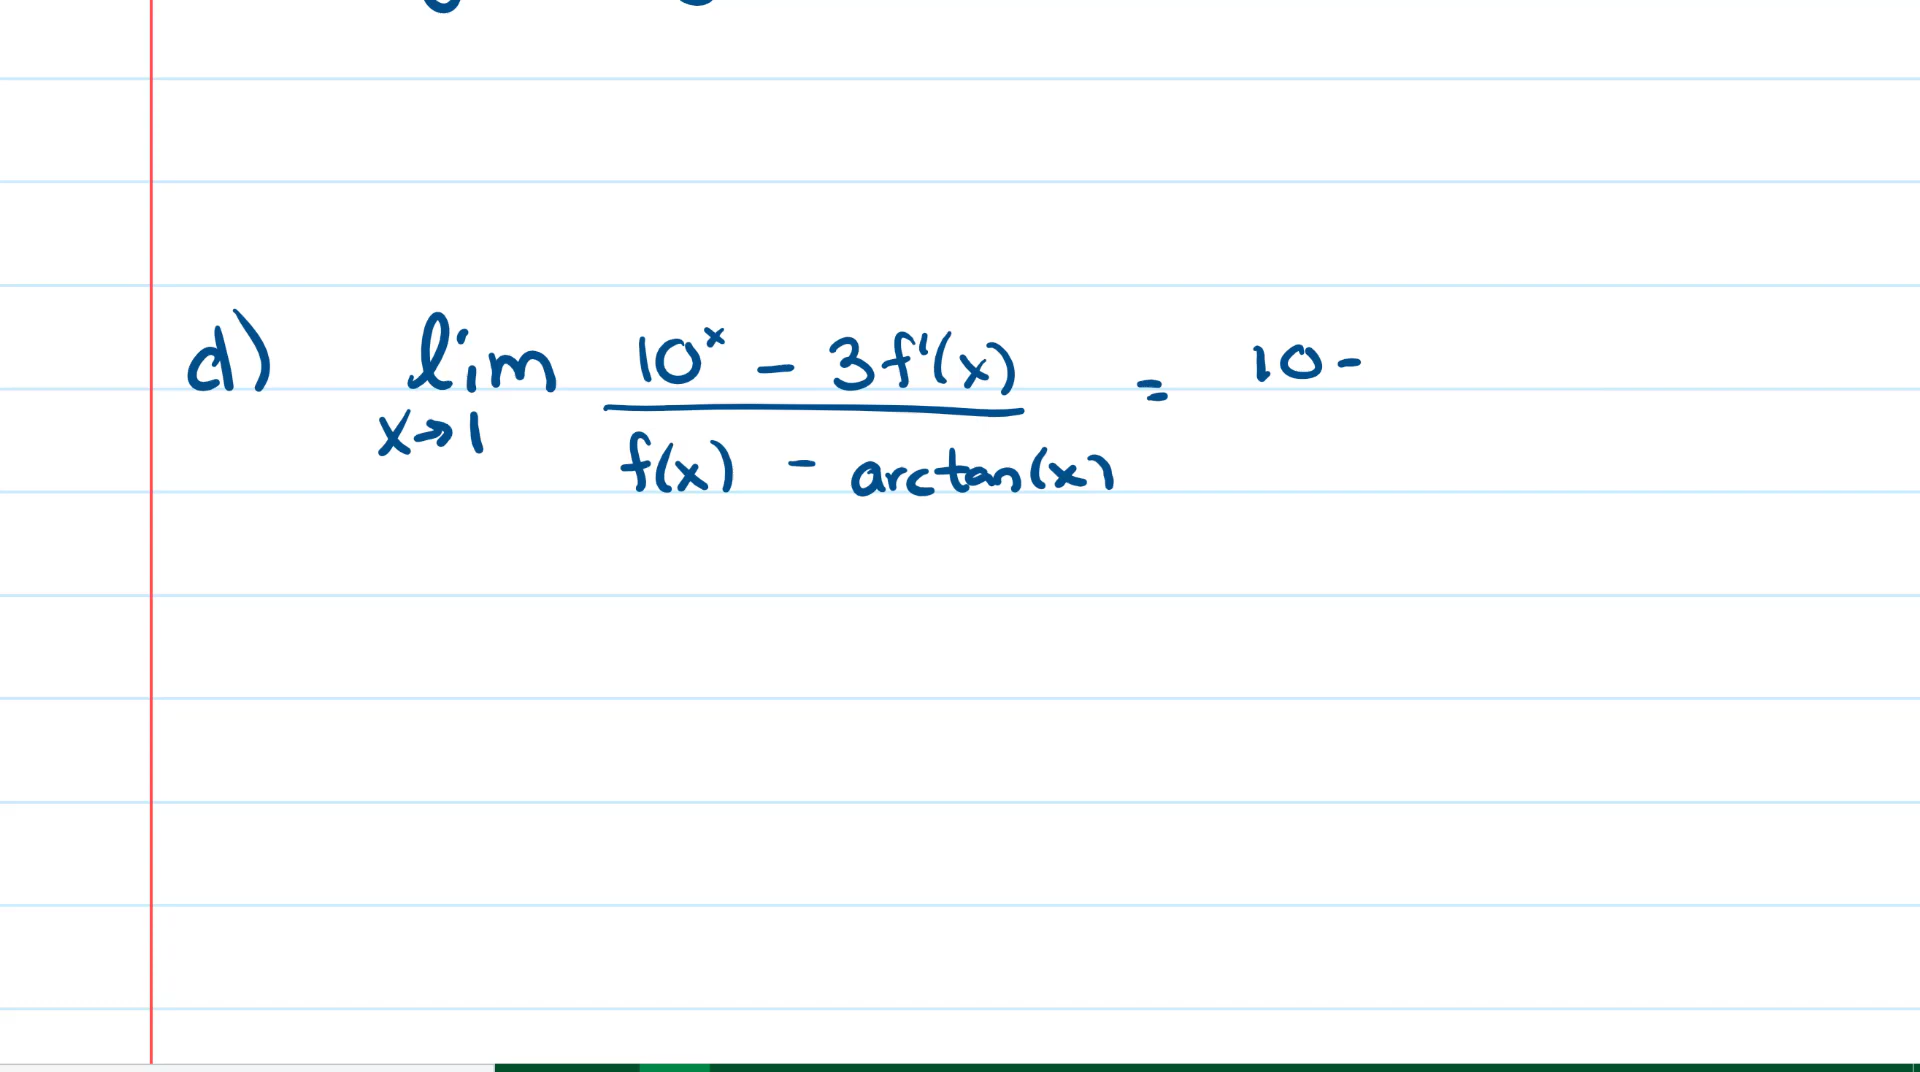 d) lim x→1 (10^x - 3f'(x)) / (f(x) - arctan(x)) = 10 -